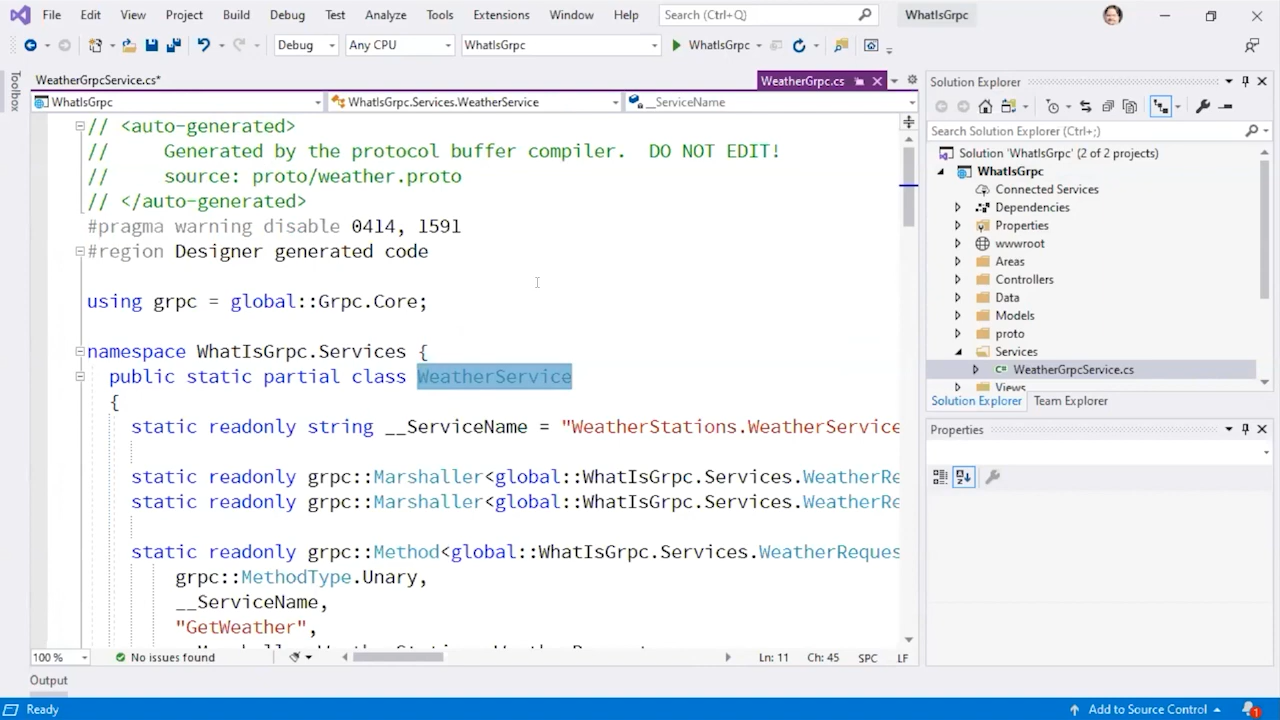 File Edit View Project Build Debug Test Analyze Tools Extensions Window Help Search (Ctrl+Q) WhatIsGrpc
Debug Any CPU WhatIsGrpc WhatIsGrpc
Toolbox
WeatherGrpcService.cs* WeatherGrpc.cs
WhatIsGrpc WhatIsGrpc.Services.WeatherService __ServiceName
// <auto-generated>
//     Generated by the protocol buffer compiler.  DO NOT EDIT!
//     source: proto/weather.proto
// </auto-generated>
#pragma warning disable 0414, 1591
#region Designer generated code
using grpc = global::Grpc.Core;
namespace WhatIsGrpc.Services {
public static partial class WeatherService
{
static readonly string __ServiceName = "WeatherStations.WeatherService
static readonly grpc::Marshaller<global::WhatIsGrpc.Services.WeatherRe
static readonly grpc::Marshaller<global::WhatIsGrpc.Services.WeatherRe
static readonly grpc::Method<global::WhatIsGrpc.Services.WeatherReques
grpc::MethodType.Unary,
__ServiceName,
"GetWeather",
100 % No issues found Ln: 11 Ch: 45 SPC LF
Output
Solution Explorer
Search Solution Explorer (Ctrl+;)
Solution 'WhatIsGrpc' (2 of 2 projects)
WhatIsGrpc
Connected Services
Dependencies
Properties
wwwroot
Areas
Controllers
Data
Models
proto
Services
C# WeatherGrpcService.cs
Views
Solution Explorer Team Explorer
Properties
Ready Add to Source Control 1